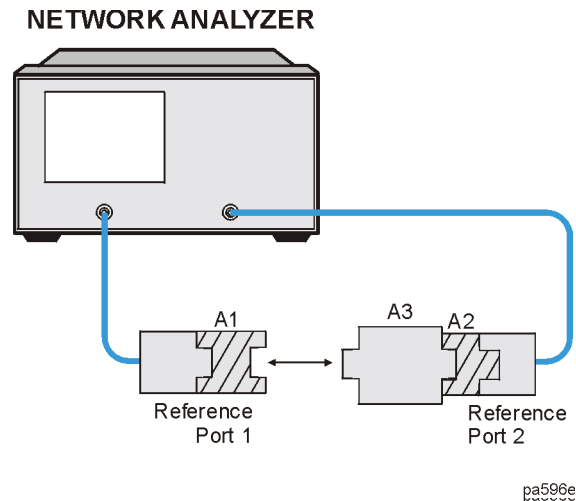 NETWORK ANALYZER
A1
A3
A2
Reference
Port 1
Reference
Port 2
pa596e